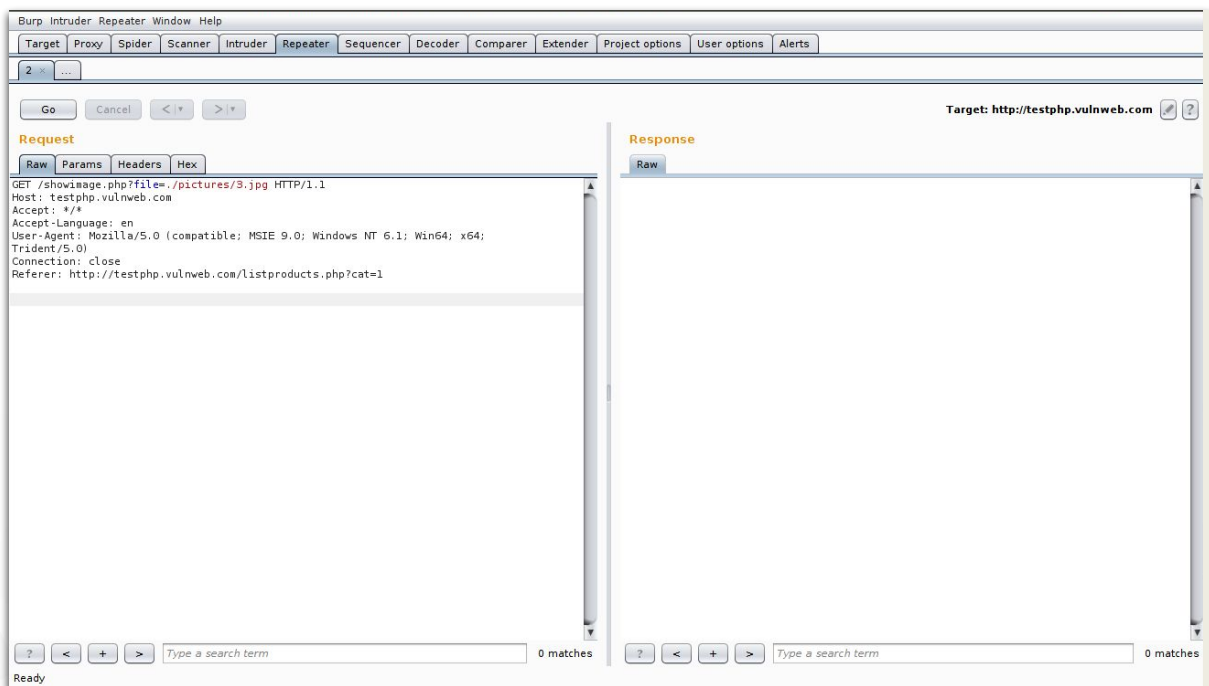 Burp Intruder Repeater Window Help
Target Proxy Spider Scanner Intruder Repeater Sequencer Decoder Comparer Extender Project options User options Alerts
2 × ...
Go Cancel < > Target: http://testphp.vulnweb.com ?
Request
Raw Params Headers Hex
GET /showimage.php?file=./pictures/3.jpg HTTP/1.1
Host: testphp.vulnweb.com
Accept: */*
Accept-Language: en
User-Agent: Mozilla/5.0 (compatible; MSIE 9.0; Windows NT 6.1; Win64; x64;
Trident/5.0)
Connection: close
Referer: http://testphp.vulnweb.com/listproducts.php?cat=1
? < + > Type a search term 0 matches
Response
Raw
? < + > Type a search term 0 matches
Ready